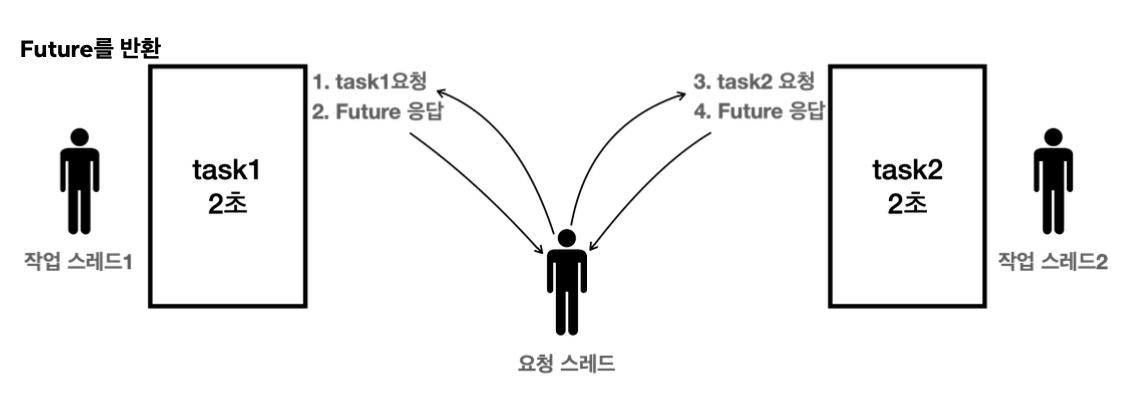 Future를 반환
1. task1요청
2. Future 응답
task1
2초
작업 스레드1
3. task2 요청
4. Future 응답
task2
2초
작업 스레드2
요청 스레드